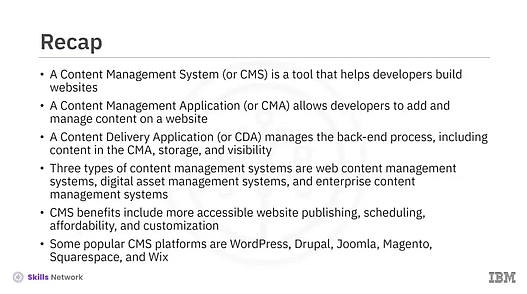 Recap
• A Content Management System (or CMS) is a tool that helps developers build
websites
• A Content Management Application (or CMA) allows developers to add and
manage content on a website
• A Content Delivery Application (or CDA) manages the back-end process, including
content in the CMA, storage, and visibility
• Three types of content management systems are web content management
systems, digital asset management systems, and enterprise content
management systems
• CMS benefits include more accessible website publishing, scheduling,
affordability, and customization
• Some popular CMS platforms are WordPress, Drupal, Joomla, Magento,
Squarespace, and Wix
Skills Network
IBM